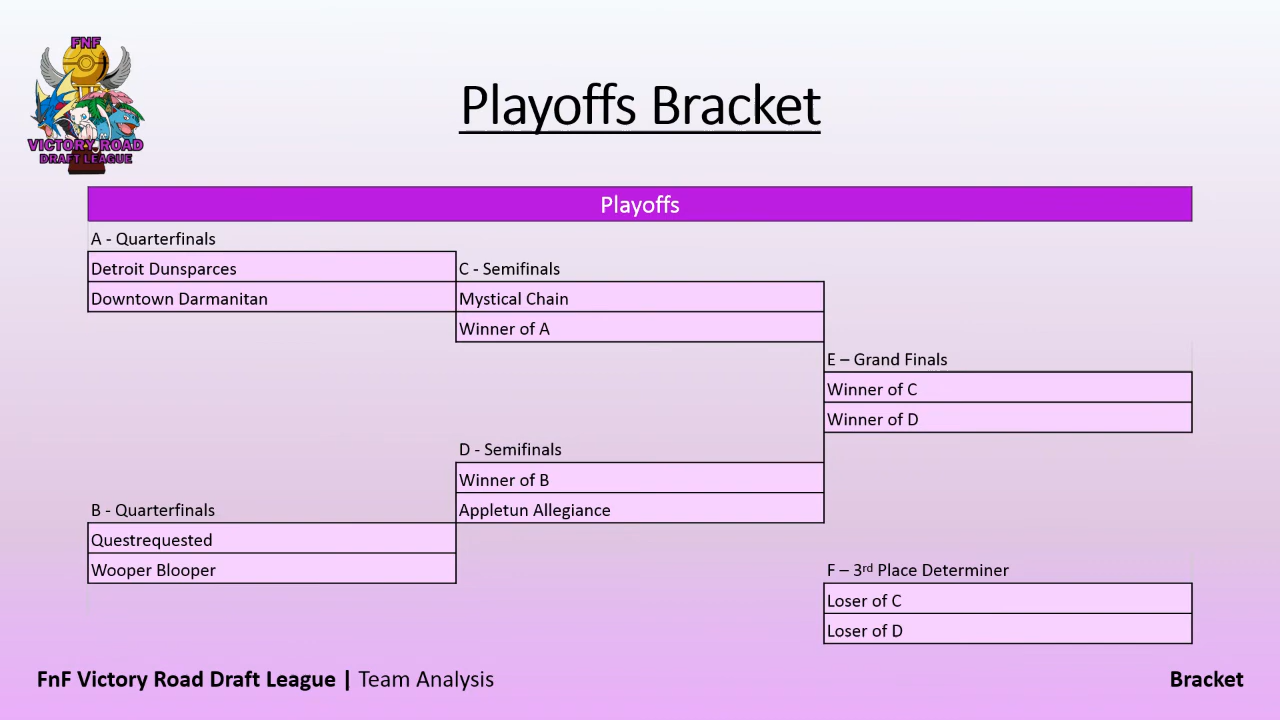 FNF
VICTORY ROAD
DRAFT LEAGUE
Playoffs Bracket
Playoffs
A - Quarterfinals
Detroit Dunsparces
Downtown Darmanitan
C - Semifinals
Mystical Chain
Winner of A
E – Grand Finals
Winner of C
Winner of D
D - Semifinals
Winner of B
Appletun Allegiance
B - Quarterfinals
Questrequested
Wooper Blooper
F – 3rd Place Determiner
Loser of C
Loser of D
FnF Victory Road Draft League | Team Analysis
Bracket